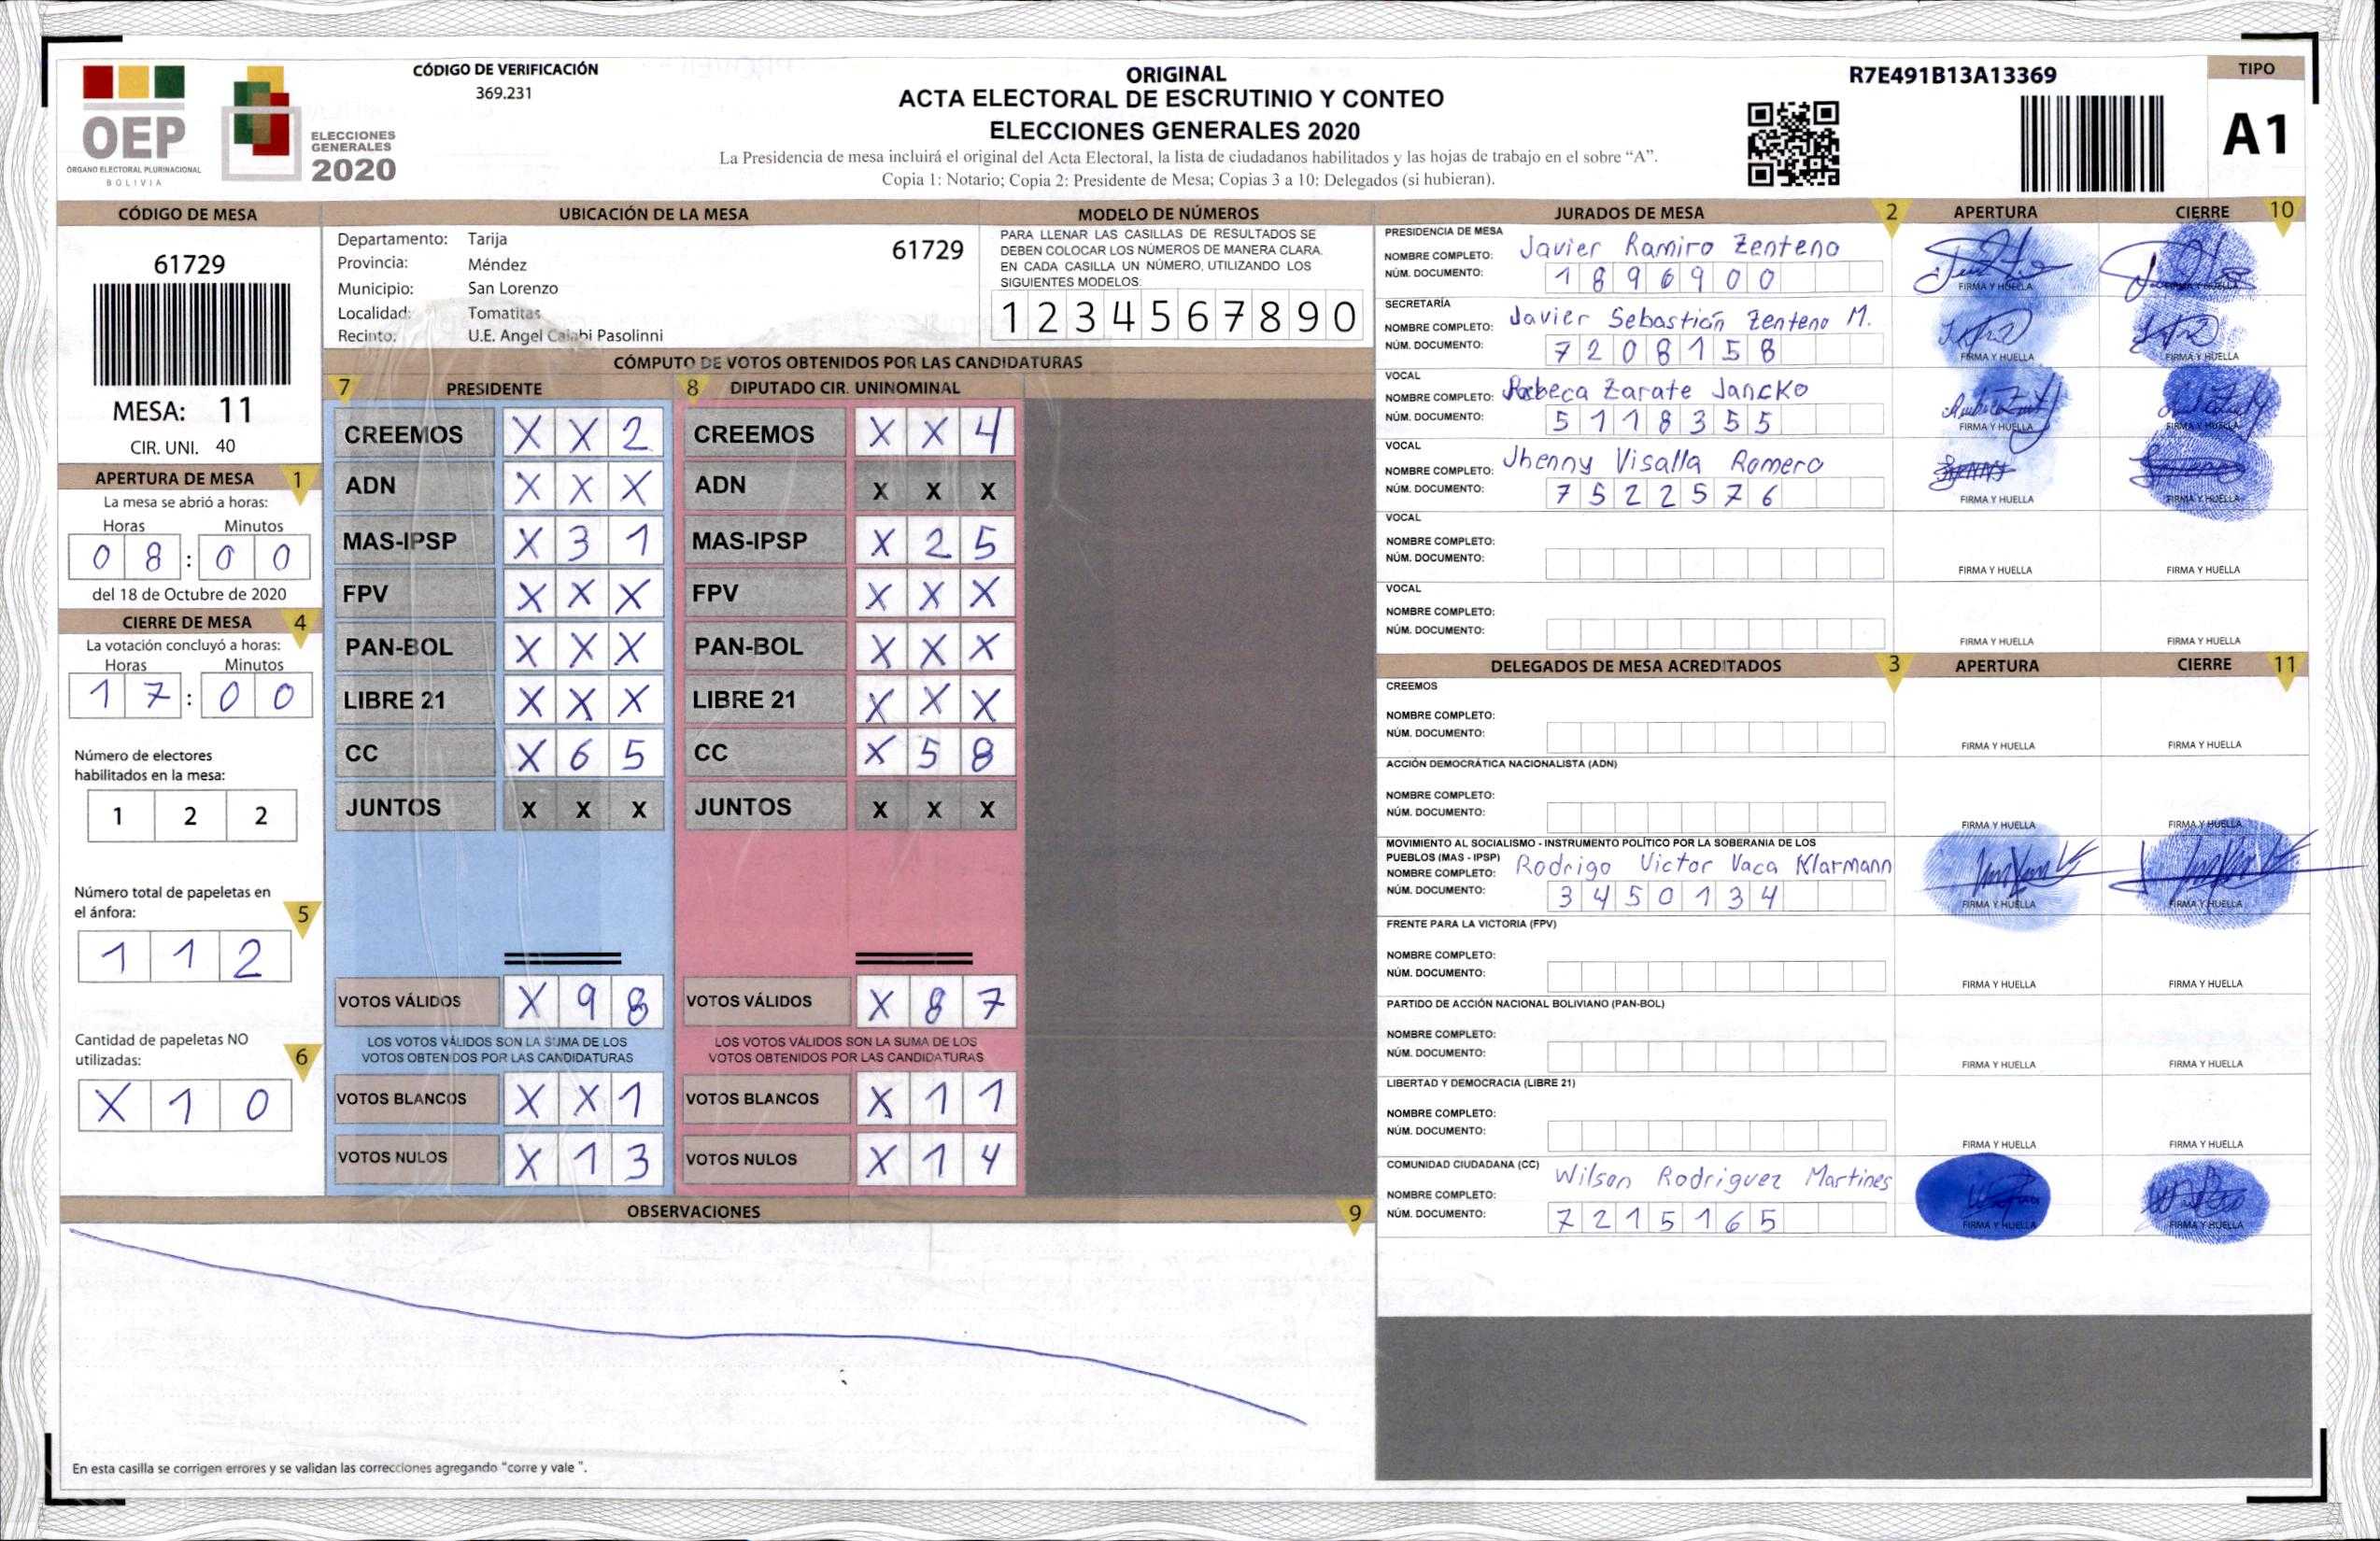 CÓDIGO DE VERIFICACIÓN
369.231
OEP
ÓRGANO ELECTORAL PLURINACIONAL
BOLIVIA
ELECCIONES
GENERALES
2020
ORIGINAL
ACTA ELECTORAL DE ESCRUTINIO Y CONTEO
ELECCIONES GENERALES 2020
La Presidencia de mesa incluirá el original del Acta Electoral, la lista de ciudadanos habilitados y las hojas de trabajo en el sobre “A”.
Copia 1: Notario; Copia 2: Presidente de Mesa; Copias 3 a 10: Delegados (si hubieran).
R7E491B13A13369
TIPO
A1
CÓDIGO DE MESA
61729
MESA: 11
CIR. UNI. 40
APERTURA DE MESA 1
La mesa se abrió a horas:
Horas Minutos
0 8 : 0 0
del 18 de Octubre de 2020
CIERRE DE MESA 4
La votación concluyó a horas:
Horas Minutos
1 7 : 0 0
Número de electores
habilitados en la mesa:
1 2 2
Número total de papeletas en
el ánfora: 5
1 1 2
Cantidad de papeletas NO
utilizadas: 6
X 1 0
UBICACIÓN DE LA MESA
Departamento: Tarija 61729
Provincia: Méndez
Municipio: San Lorenzo
Localidad: Tomatitas
Recinto: U.E. Angel Caiabi Pasolinni
MODELO DE NÚMEROS
PARA LLENAR LAS CASILLAS DE RESULTADOS SE
DEBEN COLOCAR LOS NÚMEROS DE MANERA CLARA.
EN CADA CASILLA UN NÚMERO, UTILIZANDO LOS
SIGUIENTES MODELOS:
1 2 3 4 5 6 7 8 9 0
CÓMPUTO DE VOTOS OBTENIDOS POR LAS CANDIDATURAS
7 PRESIDENTE 8 DIPUTADO CIR. UNINOMINAL
CREEMOS X X 2 CREEMOS X X 4
ADN X X X ADN X X X
MAS-IPSP X 3 1 MAS-IPSP X 2 5
FPV X X X FPV X X X
PAN-BOL X X X PAN-BOL X X X
LIBRE 21 X X X LIBRE 21 X X X
CC X 6 5 CC X 5 8
JUNTOS X X X JUNTOS X X X
VOTOS VÁLIDOS X 9 8 VOTOS VÁLIDOS X 8 7
LOS VOTOS VÁLIDOS SON LA SUMA DE LOS LOS VOTOS VÁLIDOS SON LA SUMA DE LOS
VOTOS OBTENIDOS POR LAS CANDIDATURAS VOTOS OBTENIDOS POR LAS CANDIDATURAS
VOTOS BLANCOS X X 1 VOTOS BLANCOS X 1 1
VOTOS NULOS X 1 3 VOTOS NULOS X 1 4
OBSERVACIONES 9
En esta casilla se corrigen errores y se validan las correcciones agregando "corre y vale ".
JURADOS DE MESA 2 APERTURA CIERRE 10
PRESIDENCIA DE MESA
NOMBRE COMPLETO: Javier Ramiro Zenteno
NÚM. DOCUMENTO: 1 8 9 6 9 0 0
FIRMA Y HUELLA FIRMA Y HUELLA
SECRETARÍA
NOMBRE COMPLETO: Javier Sebastián Zenteno M.
NÚM. DOCUMENTO: 7 2 0 8 1 5 8
FIRMA Y HUELLA FIRMA Y HUELLA
VOCAL
NOMBRE COMPLETO: Rebeca Zarate Jancko
NÚM. DOCUMENTO: 5 1 1 8 3 5 5
FIRMA Y HUELLA FIRMA Y HUELLA
VOCAL
NOMBRE COMPLETO: Jhenny Visalla Romero
NÚM. DOCUMENTO: 7 5 2 2 5 7 6
FIRMA Y HUELLA FIRMA Y HUELLA
VOCAL
NOMBRE COMPLETO:
NÚM. DOCUMENTO:
FIRMA Y HUELLA FIRMA Y HUELLA
VOCAL
NOMBRE COMPLETO:
NÚM. DOCUMENTO:
FIRMA Y HUELLA FIRMA Y HUELLA
DELEGADOS DE MESA ACREDITADOS 3 APERTURA CIERRE 11
CREEMOS
NOMBRE COMPLETO:
NÚM. DOCUMENTO:
FIRMA Y HUELLA FIRMA Y HUELLA
ACCIÓN DEMOCRÁTICA NACIONALISTA (ADN)
NOMBRE COMPLETO:
NÚM. DOCUMENTO:
FIRMA Y HUELLA FIRMA Y HUELLA
MOVIMIENTO AL SOCIALISMO - INSTRUMENTO POLÍTICO POR LA SOBERANIA DE LOS
PUEBLOS (MAS - IPSP)
NOMBRE COMPLETO: Rodrigo Victor Vaca Klarmann
NÚM. DOCUMENTO: 3 4 5 0 1 3 4
FIRMA Y HUELLA FIRMA Y HUELLA
FRENTE PARA LA VICTORIA (FPV)
NOMBRE COMPLETO:
NÚM. DOCUMENTO:
FIRMA Y HUELLA FIRMA Y HUELLA
PARTIDO DE ACCIÓN NACIONAL BOLIVIANO (PAN-BOL)
NOMBRE COMPLETO:
NÚM. DOCUMENTO:
FIRMA Y HUELLA FIRMA Y HUELLA
LIBERTAD Y DEMOCRACIA (LIBRE 21)
NOMBRE COMPLETO:
NÚM. DOCUMENTO:
FIRMA Y HUELLA FIRMA Y HUELLA
COMUNIDAD CIUDADANA (CC)
NOMBRE COMPLETO: Wilson Rodriguez Martines
NÚM. DOCUMENTO: 7 2 1 5 1 6 5
FIRMA Y HUELLA FIRMA Y HUELLA